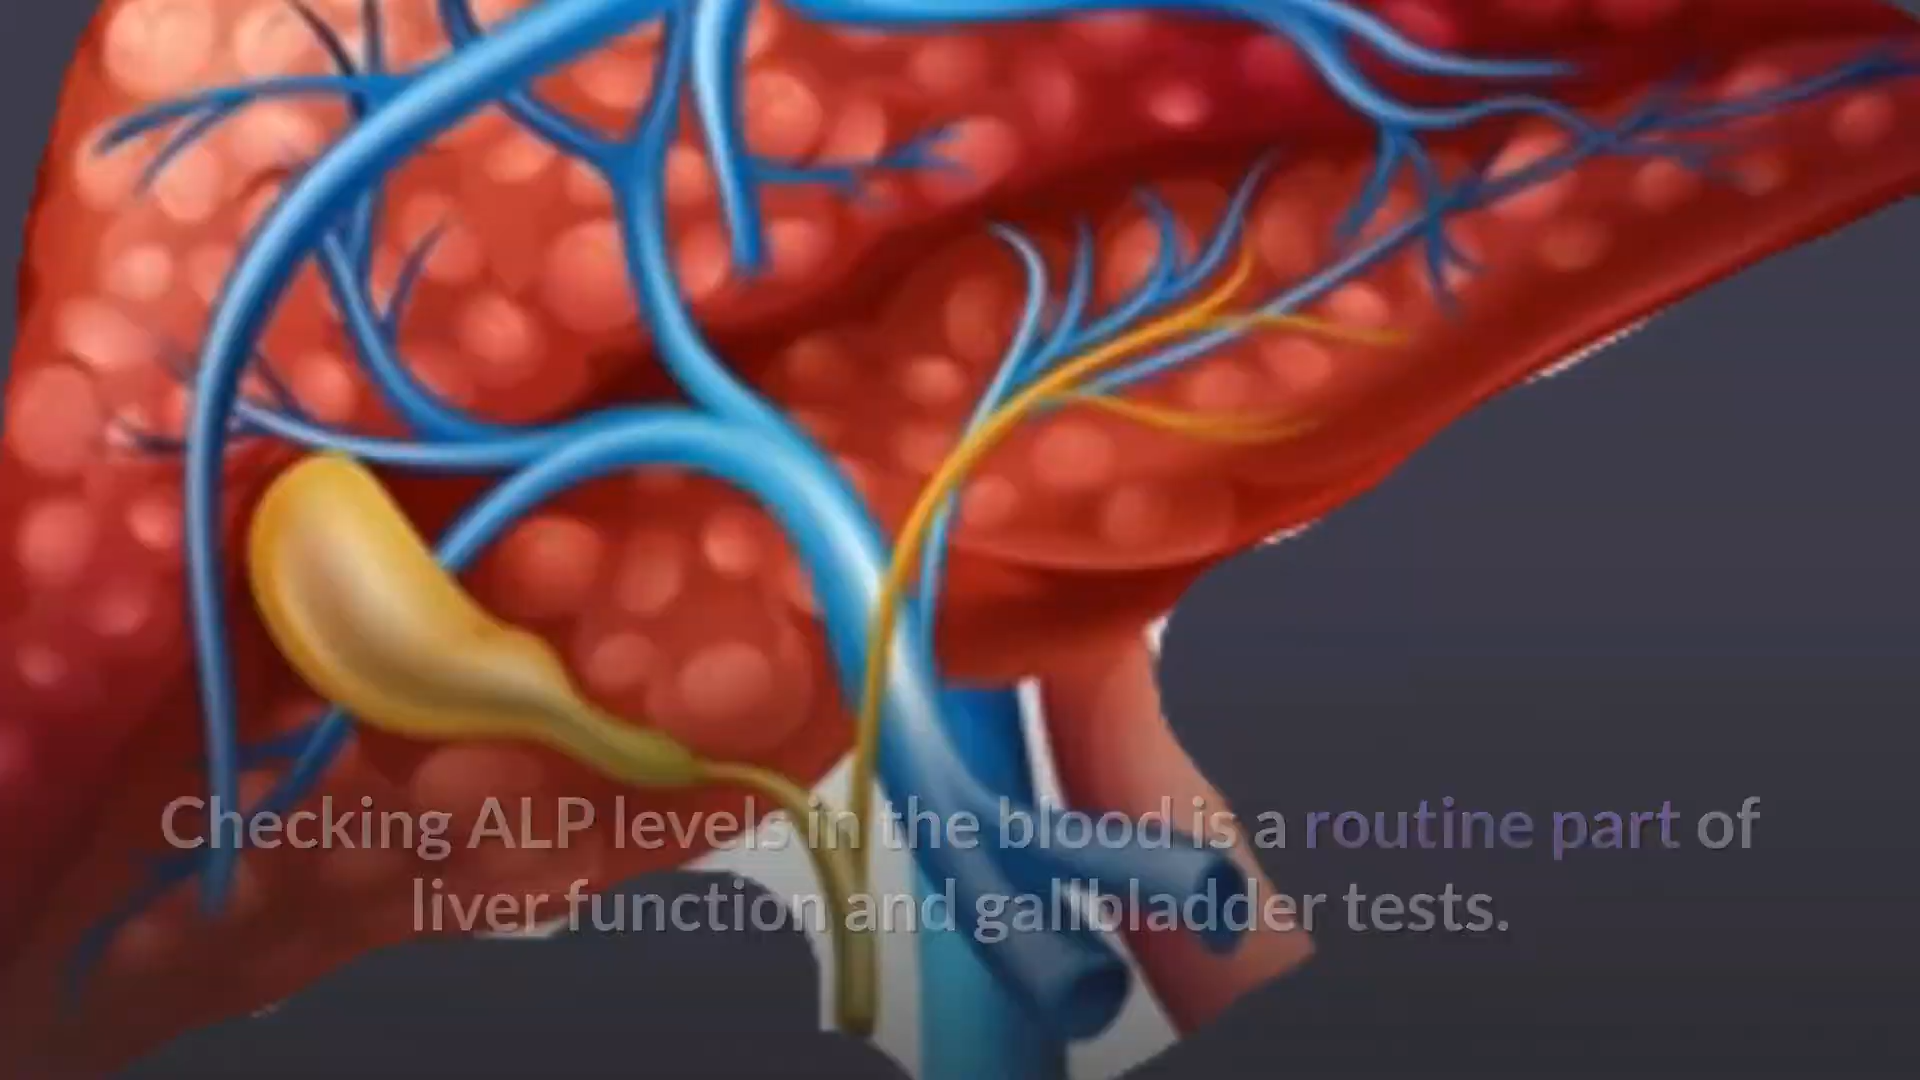 Checking ALP levels in the blood is a routine part of
liver function and gallbladder tests.